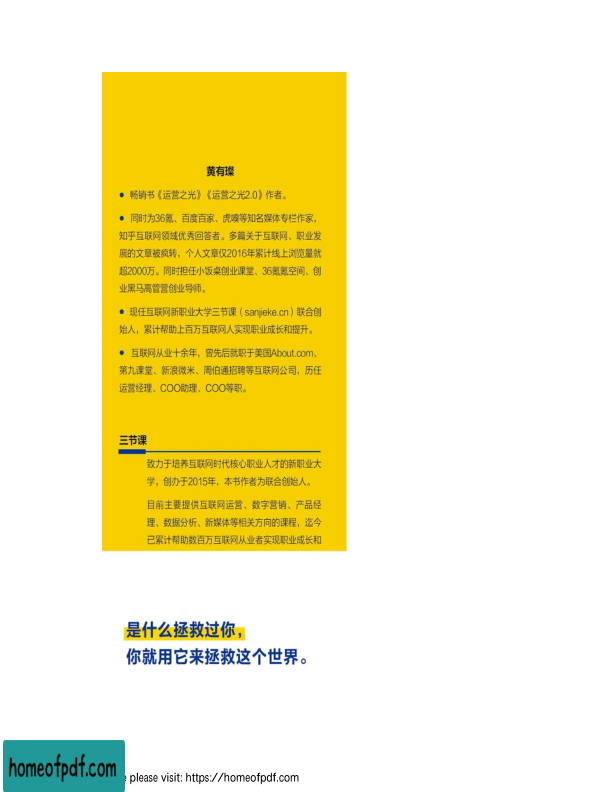 黄有璨
● 畅销书《运营之光》《运营之光2.0》作者。
● 同时为36氪、百度百家、虎嗅等知名媒体专栏作家，
知乎互联网领域优秀回答者。多篇关于互联网、职业发
展的文章被疯转，个人文章仅2016年累计线上浏览量就
超2000万。同时担任小饭桌创业课堂、36氪氪空间、创
业黑马高管营创业导师。
● 现任互联网新职业大学三节课（sanjieke.cn）联合创
始人，累计帮助上百万互联网人实现职业成长和提升。
● 互联网从业十余年，曾先后就职于美国About.com、
第九课堂、新浪微米、周伯通招聘等互联网公司，历任
运营经理、COO助理、COO等职。
三节课
致力于培养互联网时代核心职业人才的新职业大
学，创办于2015年，本书作者为联合创始人。
目前主要提供互联网运营、数字营销、产品经
理、数据分析、新媒体等相关方向的课程，迄今
已累计帮助数百万互联网从业者实现职业成长和
是什么拯救过你，
你就用它来拯救这个世界。
homeofpdf.com
e please visit: https://homeofpdf.com